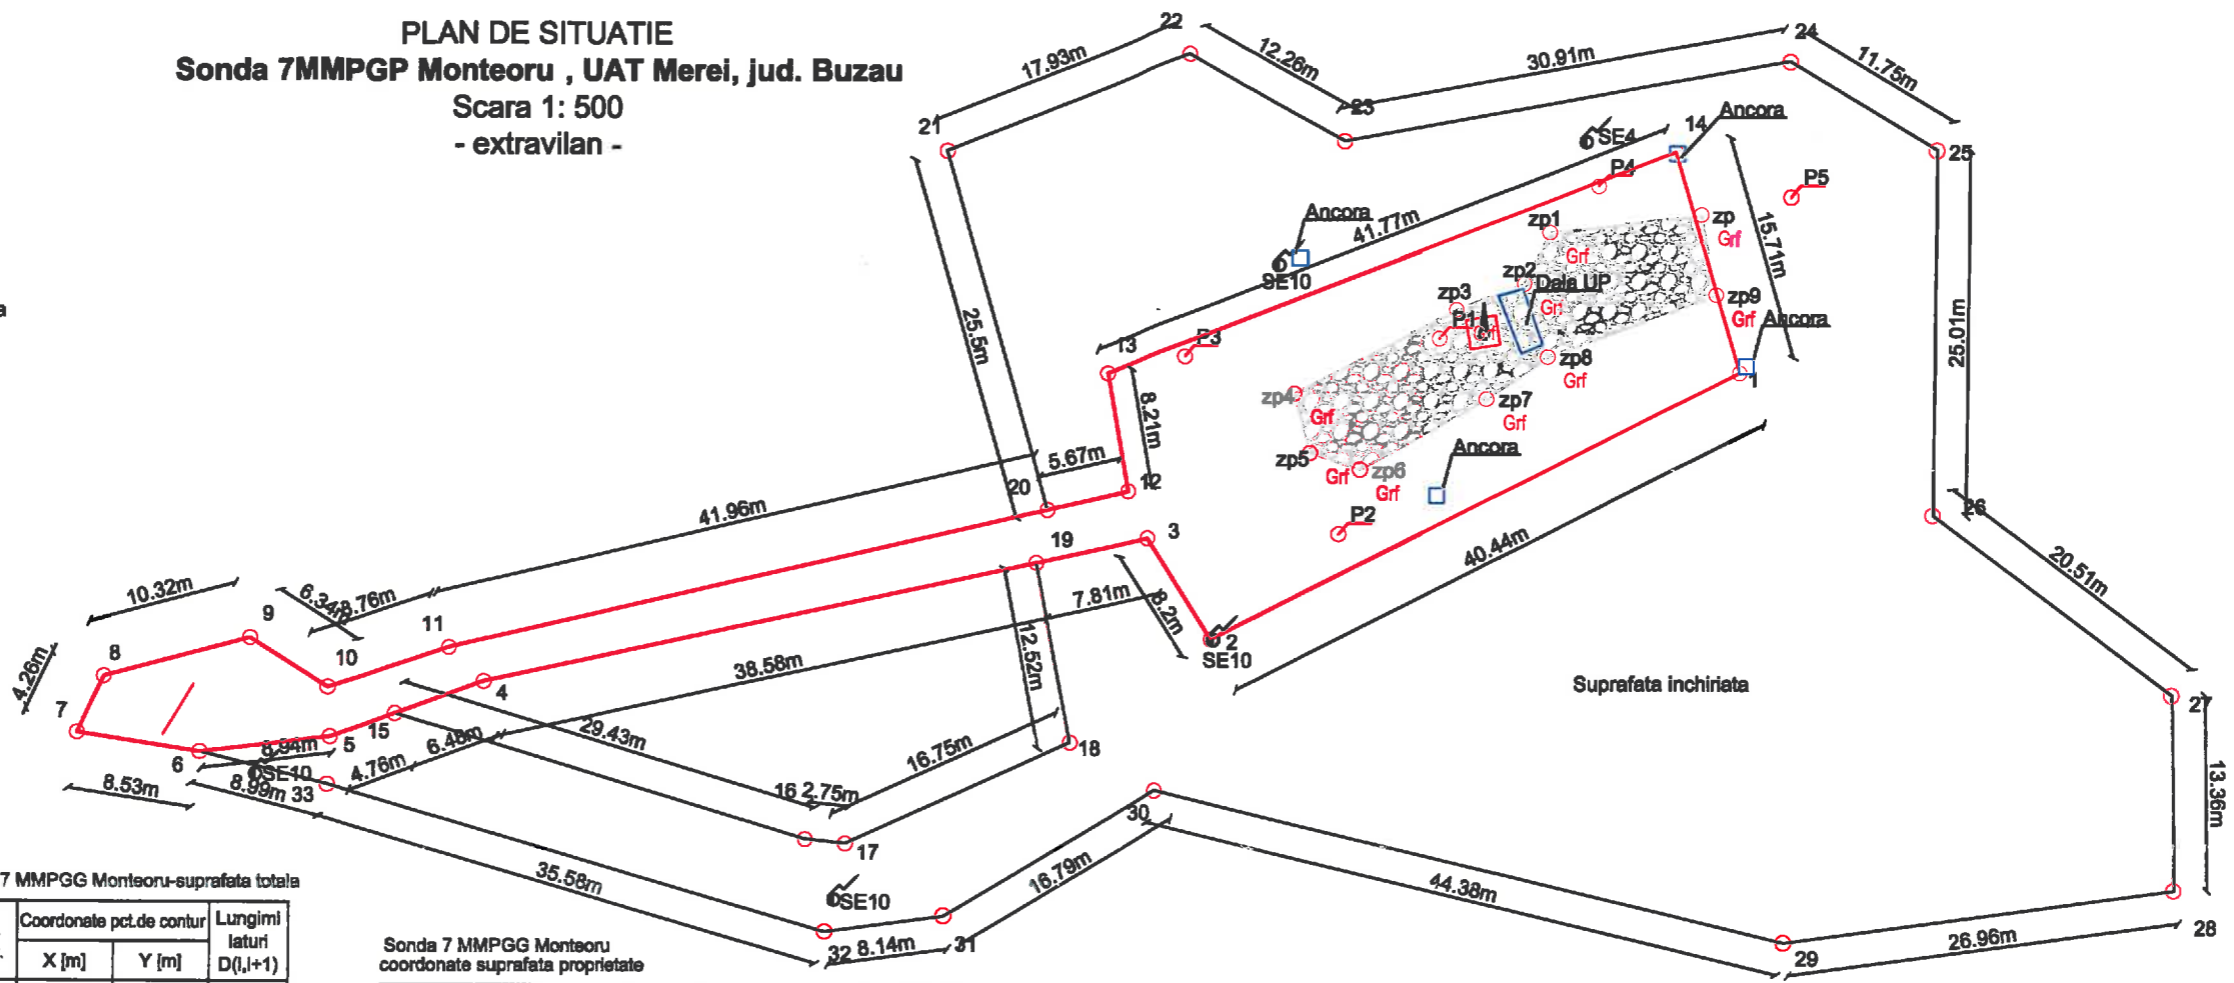 PLAN DE SITUATIE
Sonda 7MMPGP Monteoru , UAT Merei, jud. Buzau
Scara 1: 500
- extravilan -
22
17.93m
12.26m
30.91m
24
11.75m
21
23
14
Ancora
SE4
25
P4
P5
Ancora
41.77m
zp1
zp
Grf
15.71m
Grf
SE10
zp2
Dala UP
zp3
zp9
Grf
P1
25.5m
Ancora
25.01m
13
P3
zp8
Grf
1
8.21m
zp4
Grf
zp7
Grf
5.67m
Ancora
zp5
Grf
zp6
Grf
20
12
41.96m
P2
26
19
3
40.44m
20.51m
10.32m
6.34m
8.76m
9
11
7.81m
8.2m
2
SE10
12.52m
4.26m
8
10
38.58m
4
Suprafata inchiriata
7
27
15
29.43m
5
6.48m
16.75m
18
8.94m
6
SE10
4.76m
8.53m
8.99m
33
16
2.75m
13.36m
30
17
7 MMPGG Monteoru-suprafata totala
35.58m
16.79m
44.38m
SE10
Coordonate pct.de contur
Lungimi
laturi
D(i,i+1)
X [m]
Y [m]
Sonda 7 MMPGG Monteoru
coordonate suprafata proprietate
32
8.14m
31
29
26.96m
28